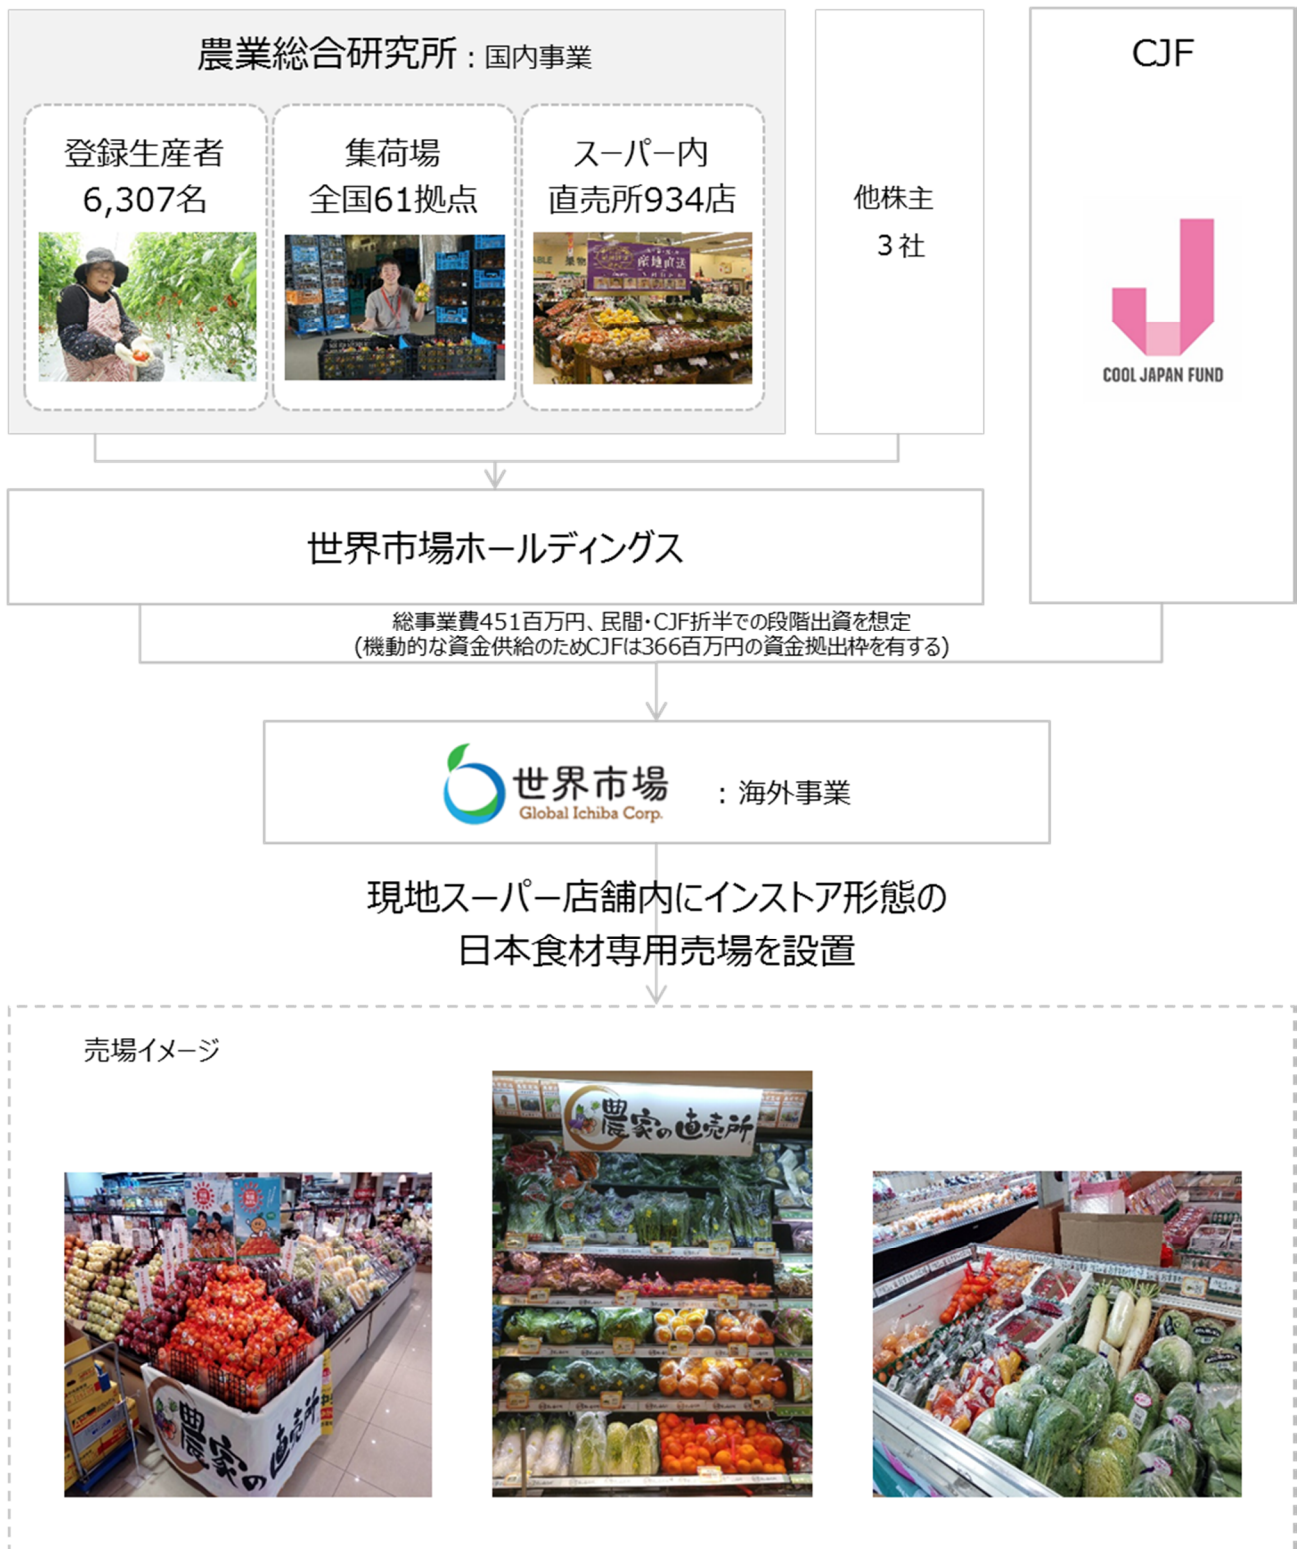 農業総合研究所：国内事業
登録生産者
6,307名
集荷場
全国61拠点
スーパー内
直売所934店
産地直送
他株主
３社
CJF
COOL JAPAN FUND
世界市場ホールディングス
総事業費451百万円、民間・CJF折半での段階出資を想定
(機動的な資金供給のためCJFは366百万円の資金拠出枠を有する)
世界市場
Global Ichiba Corp.
：海外事業
現地スーパー店舗内にインストア形態の
日本食材専用売場を設置
売場イメージ
農家の直売所
農家の直売所